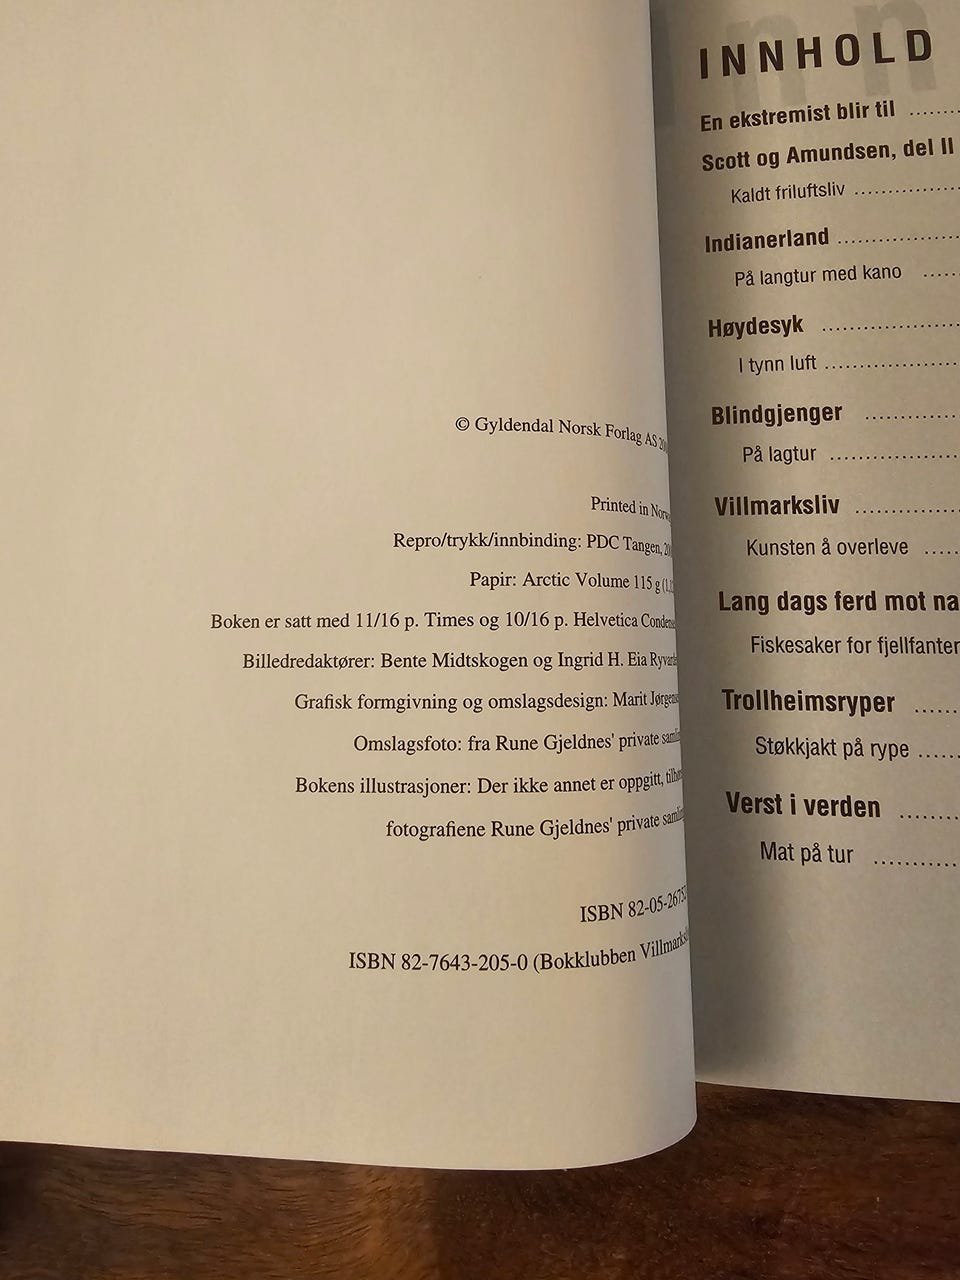 © Gyldendal Norsk Forlag AS
Printed in
Repro/trykk/innbinding: PDC Tangen,
Papir: Arctic Volume 115 g
Boken er satt med 11/16 p. Times og 10/16 p. Helvetica
Billedredaktører: Bente Midtskogen og Ingrid H. Eia
Grafisk formgivning og omslagsdesign: Marit
Omslagsfoto: fra Rune Gjeldnes' private
Bokens illustrasjoner: Der ikke annet er oppgitt,
fotografiene Rune Gjeldnes' private
ISBN
ISBN 82-7643-205-0 (Bokklubben
INNHOLD
En ekstremist blir til
Scott og Amundsen, del II
Kaldt friluftsliv
Indianerland
På langtur med kano
Høydesyk
I tynn luft
Blindgjenger
På lagtur
Villmarksliv
Kunsten å overleve
Lang dags ferd mot na
Fiskesaker for fjellfanter
Trollheimsryper
Støkkjakt på rype
Verst i verden
Mat på tur